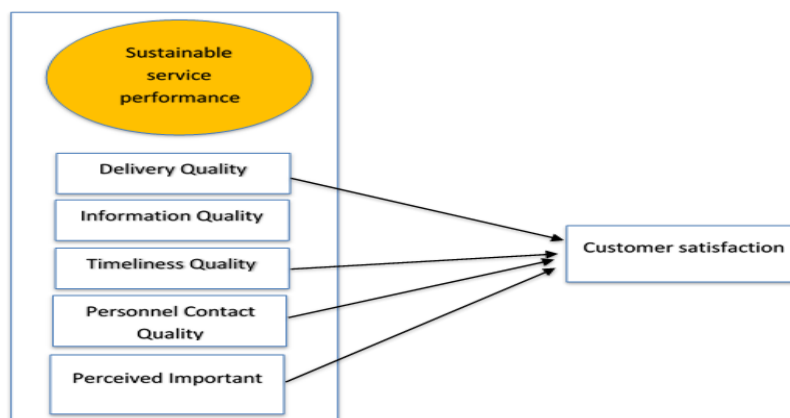 Sustainable
service
performance
Delivery Quality
Information Quality
Timeliness Quality
Personnel Contact
Quality
Perceived Important
Customer satisfaction